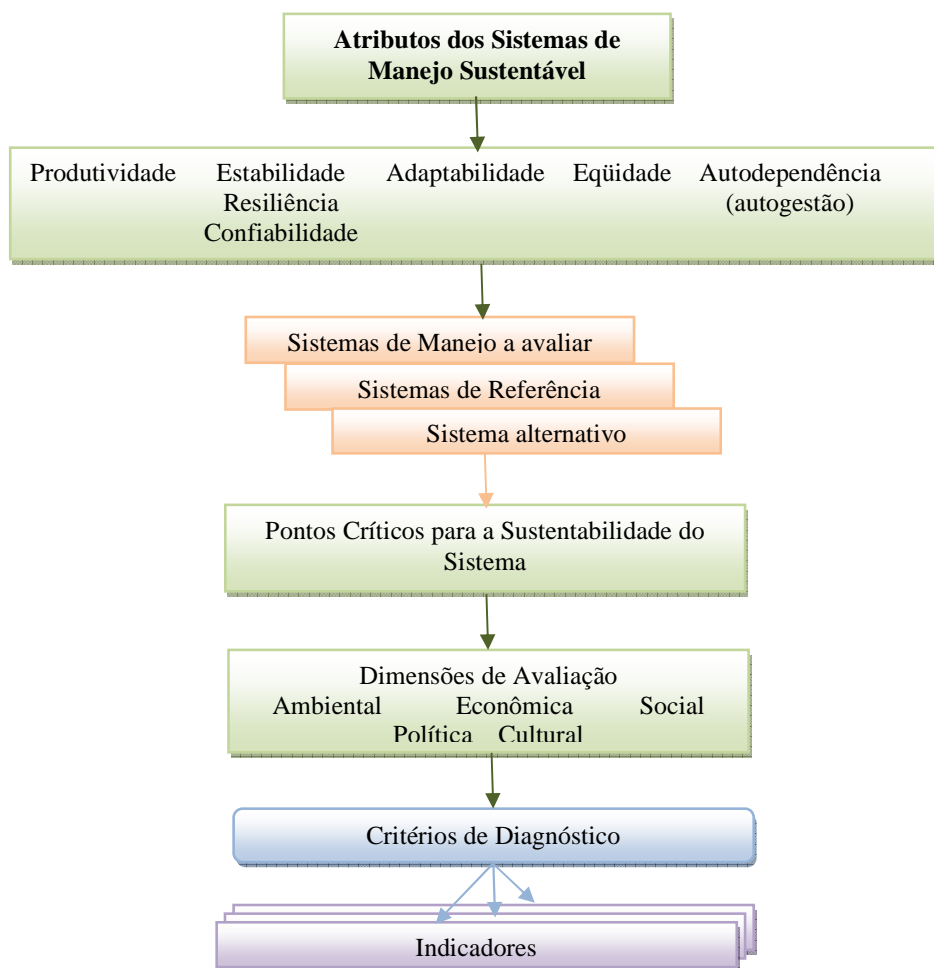 Atributos dos Sistemas de
Manejo Sustentável
Produtividade Estabilidade Adaptabilidade Eqüidade Autodependência
Resiliência (autogestão)
Confiabilidade
Sistemas de Manejo a avaliar
Sistemas de Referência
Sistema alternativo
Pontos Críticos para a Sustentabilidade do
Sistema
Dimensões de Avaliação
Ambiental Econômica Social
Política Cultural
Critérios de Diagnóstico
Indicadores